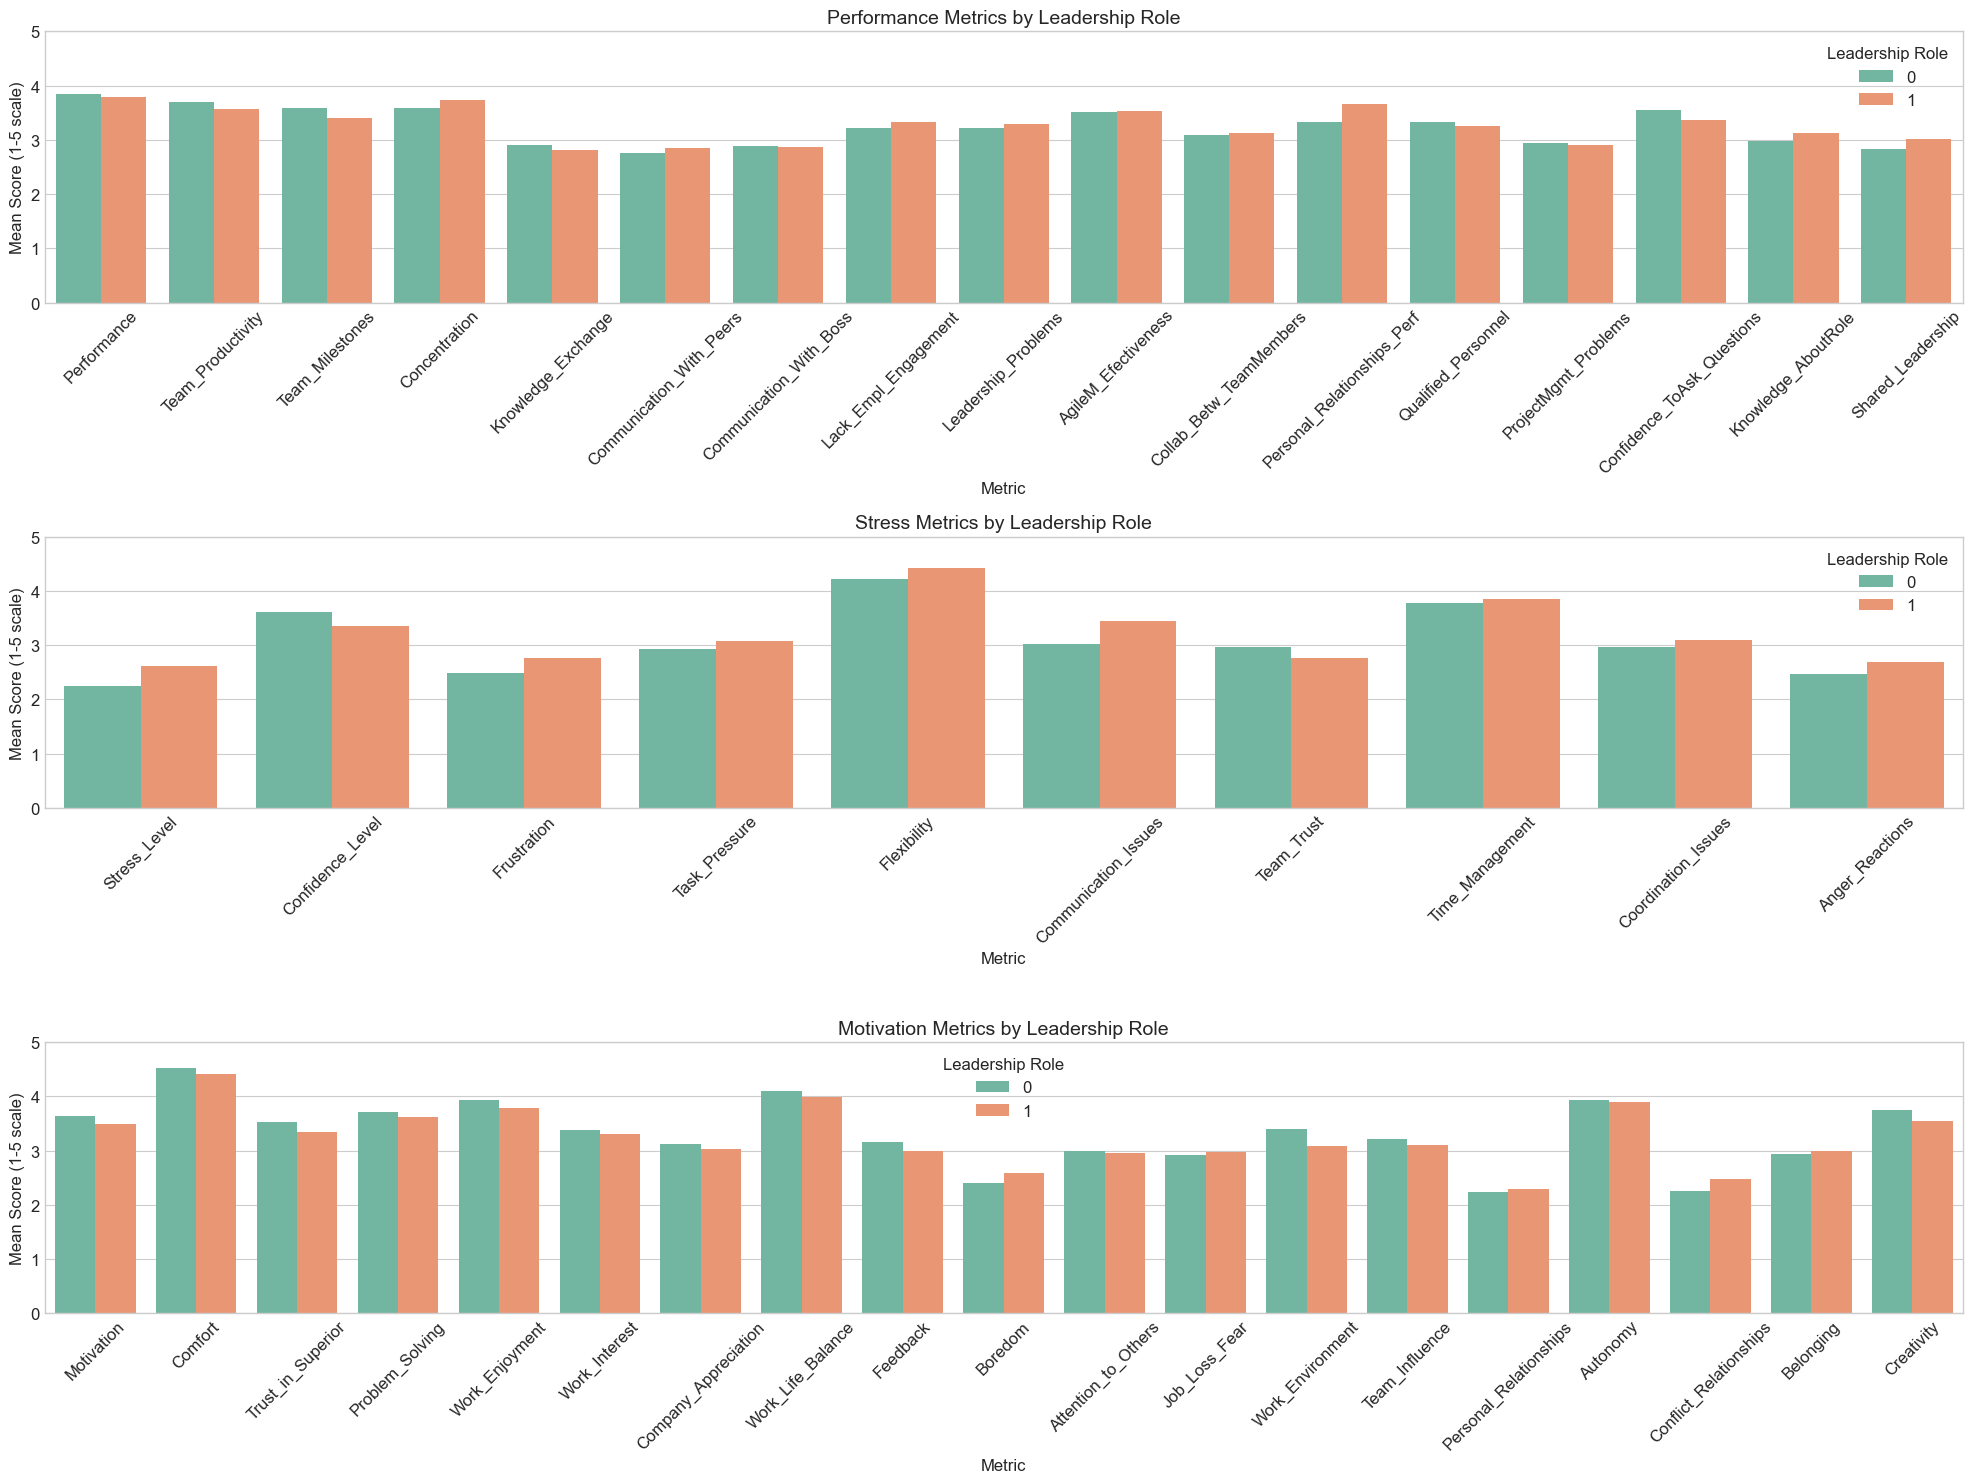 Performance Metrics by Leadership Role
Mean Score (1-5 scale)
5
4
3
2
1
0
Leadership Role
0
1
Performance
Team_Productivity
Team_Milestones
Concentration
Knowledge_Exchange
Communication_With_Peers
Communication_With_Boss
Lack_Empl_Engagement
Leadership_Problems
AgileM_Efectiveness
Collab_Betw_TeamMembers
Personal_Relationships_Perf
Qualified_Personnel
ProjectMgmt_Problems
Confidence_ToAsk_Questions
Knowledge_AboutRole
Shared_Leadership
Metric
Stress Metrics by Leadership Role
Mean Score (1-5 scale)
5
4
3
2
1
0
Leadership Role
0
1
Stress_Level
Confidence_Level
Frustration
Task_Pressure
Flexibility
Communication_Issues
Team_Trust
Time_Management
Coordination_Issues
Anger_Reactions
Metric
Motivation Metrics by Leadership Role
Mean Score (1-5 scale)
5
4
3
2
1
0
Leadership Role
0
1
Motivation
Comfort
Trust_in_Superior
Problem_Solving
Work_Enjoyment
Work_Interest
Company_Appreciation
Work_Life_Balance
Feedback
Boredom
Attention_to_Others
Job_Loss_Fear
Work_Environment
Team_Influence
Personal_Relationships
Autonomy
Conflict_Relationships
Belonging
Creativity
Metric